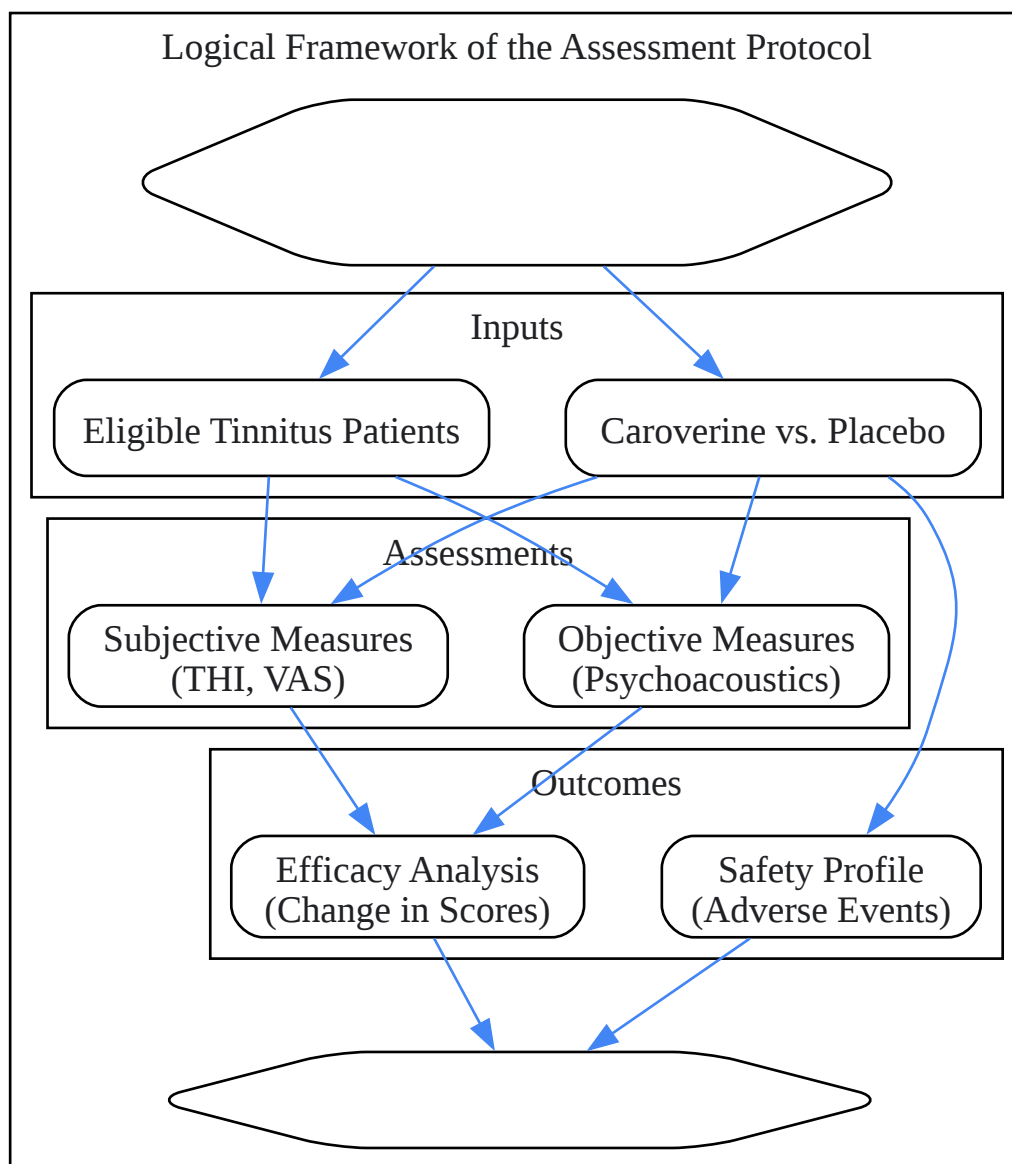 Logical Framework of the Assessment Protocol
Inputs
Eligible Tinnitus Patients
Caroverine vs. Placebo
Assessments
Subjective Measures
(THI, VAS)
Objective Measures
(Psychoacoustics)
Outcomes
Efficacy Analysis
(Change in Scores)
Safety Profile
(Adverse Events)